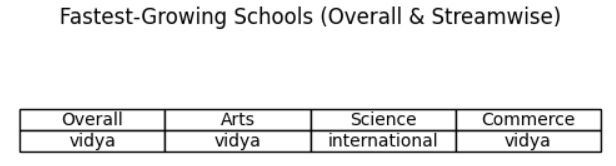 Fastest-Growing Schools (Overall & Streamwise)
Overall Arts Science Commerce
vidya vidya international vidya